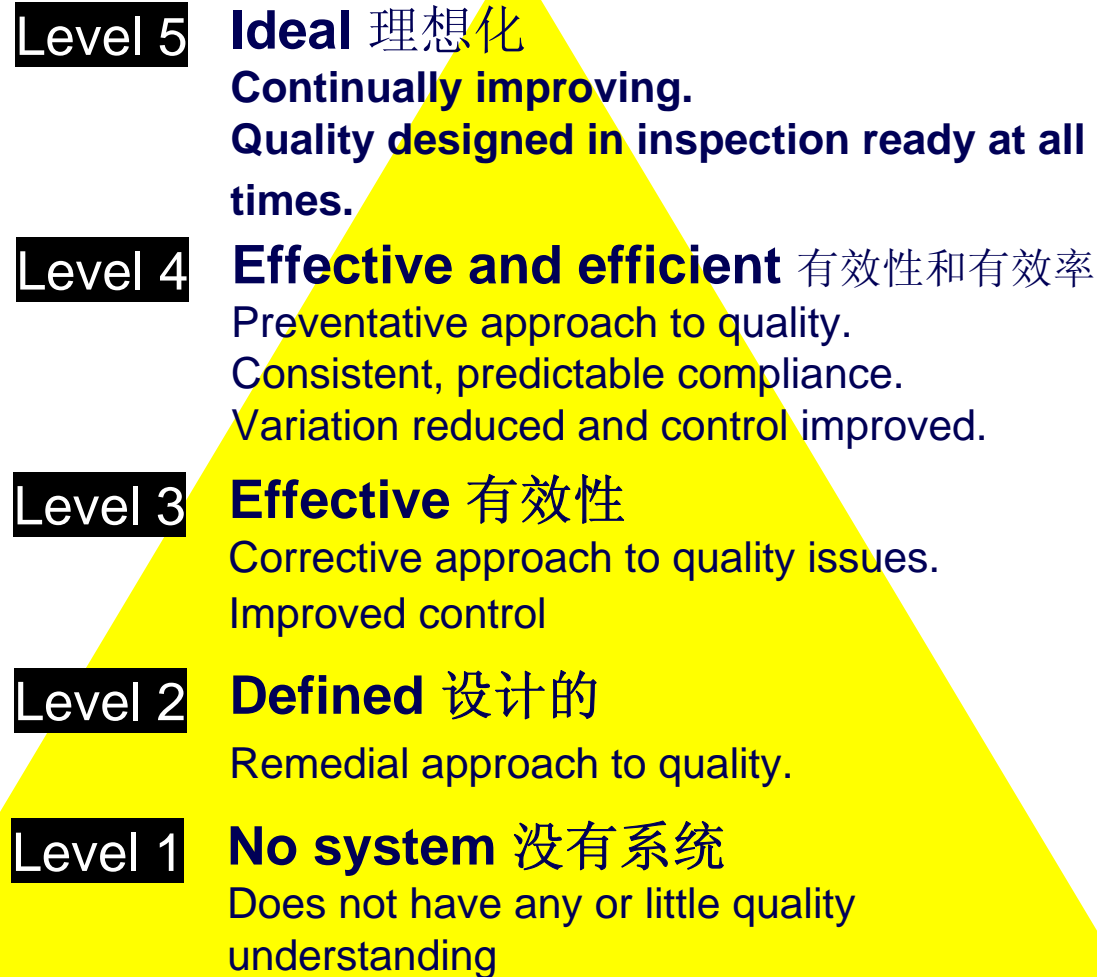 Level 5 Ideal 理想化
Continually improving.
Quality designed in inspection ready at all
times.
Level 4 Effective and efficient 有效性和有效率
Preventative approach to quality.
Consistent, predictable compliance.
Variation reduced and control improved.
Level 3 Effective 有效性
Corrective approach to quality issues.
Improved control
Level 2 Defined 设计的
Remedial approach to quality.
Level 1 No system 没有系统
Does not have any or little quality
understanding